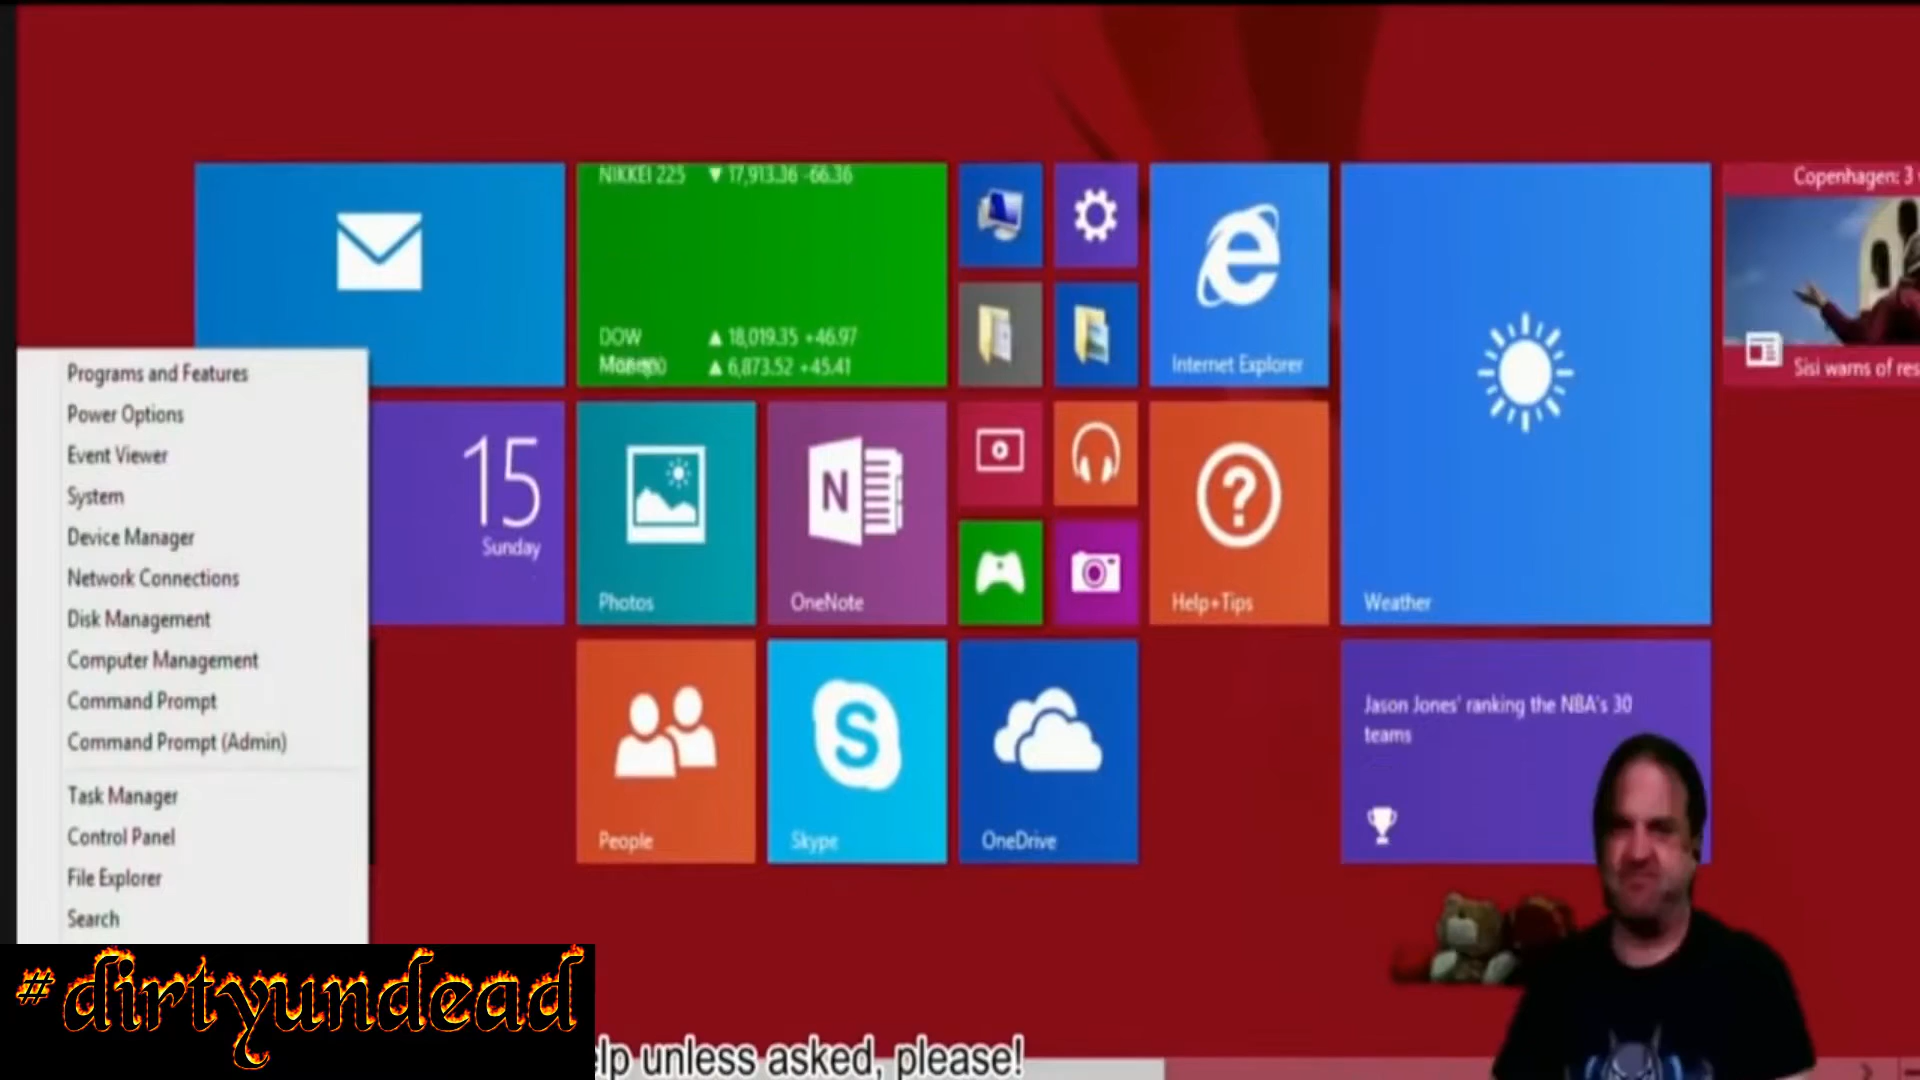 NIKKEI 225 ▼ 17,913.36 -66.36
DOW ▲ 18,019.35 +46.97
▲ 6,873.52 +45.41
Internet Explorer
Copenhagen: 3
Sisi warns of res
15
Sunday
Photos
OneNote
N
Help+Tips
Weather
People
S
Skype
OneDrive
Jason Jones' ranking the NBA's 30
teams
Programs and Features
Power Options
Event Viewer
System
Device Manager
Network Connections
Disk Management
Computer Management
Command Prompt
Command Prompt (Admin)
Task Manager
Control Panel
File Explorer
Search
#dirtyundead
elp unless asked, please!